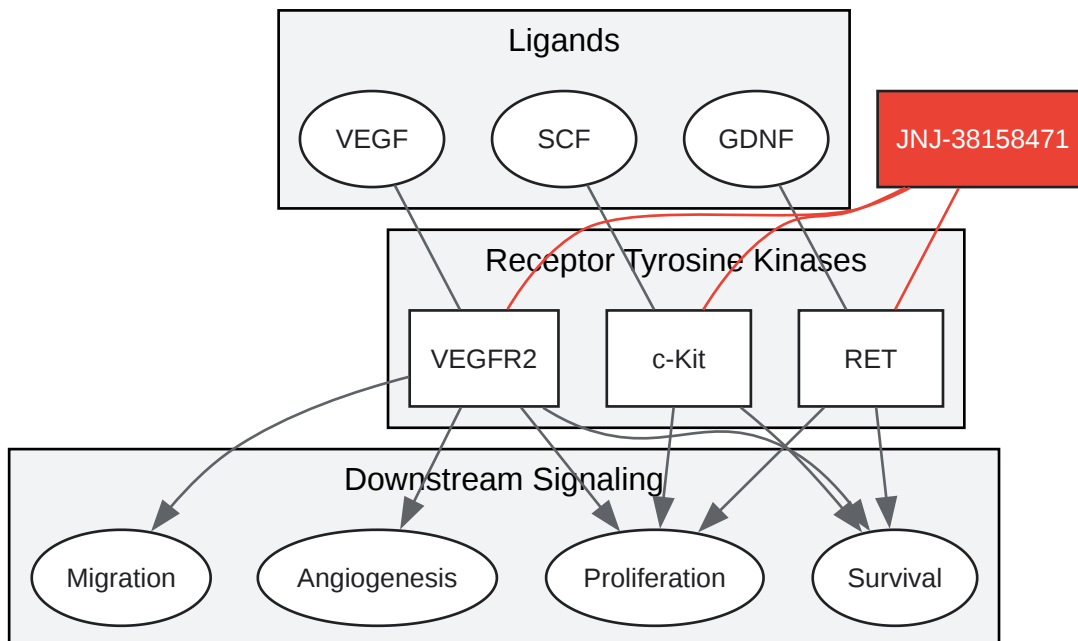 Ligands
VEGF
SCF
GDNF
JNJ-38158471
Receptor Tyrosine Kinases
VEGFR2
c-Kit
RET
Downstream Signaling
Migration
Angiogenesis
Proliferation
Survival